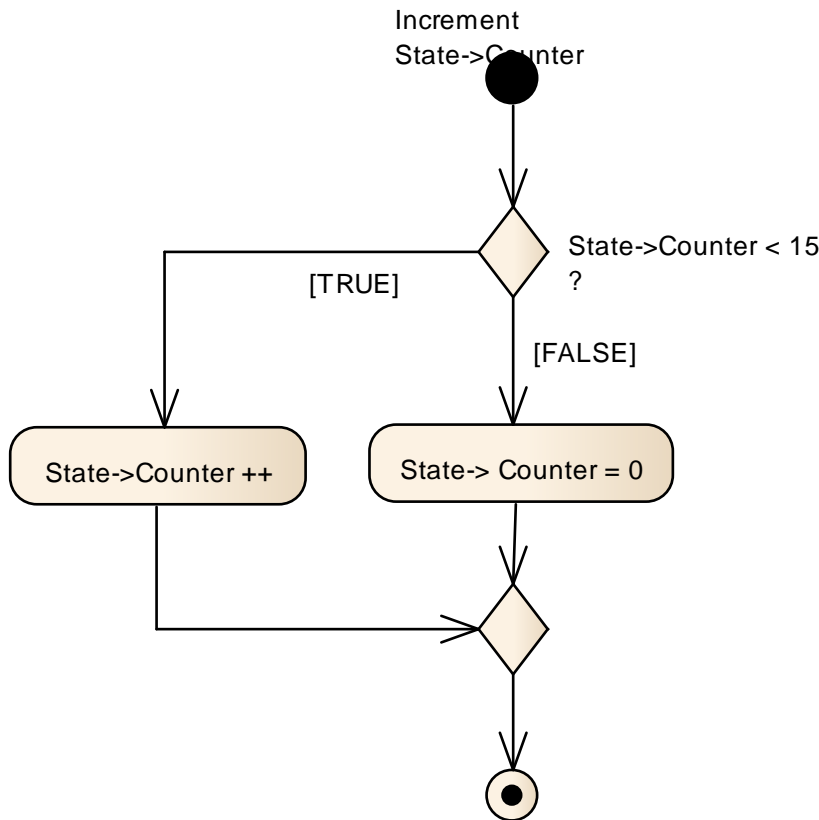 Increment
State->Counter
State->Counter < 15
?
[TRUE]
[FALSE]
State->Counter ++
State-> Counter = 0